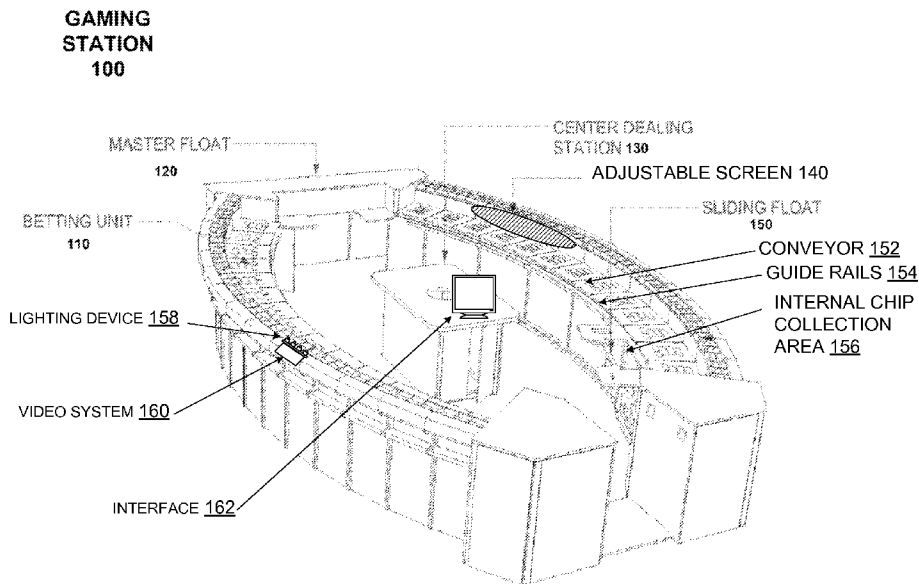 GAMING
STATION
100
MASTER FLOAT
120
CENTER DEALING
STATION 130
ADJUSTABLE SCREEN 140
BETTING UNIT
110
SLIDING FLOAT
150
CONVEYOR 152
GUIDE RAILS 154
INTERNAL CHIP
COLLECTION
AREA 156
LIGHTING DEVICE 158
VIDEO SYSTEM 160
INTERFACE 162